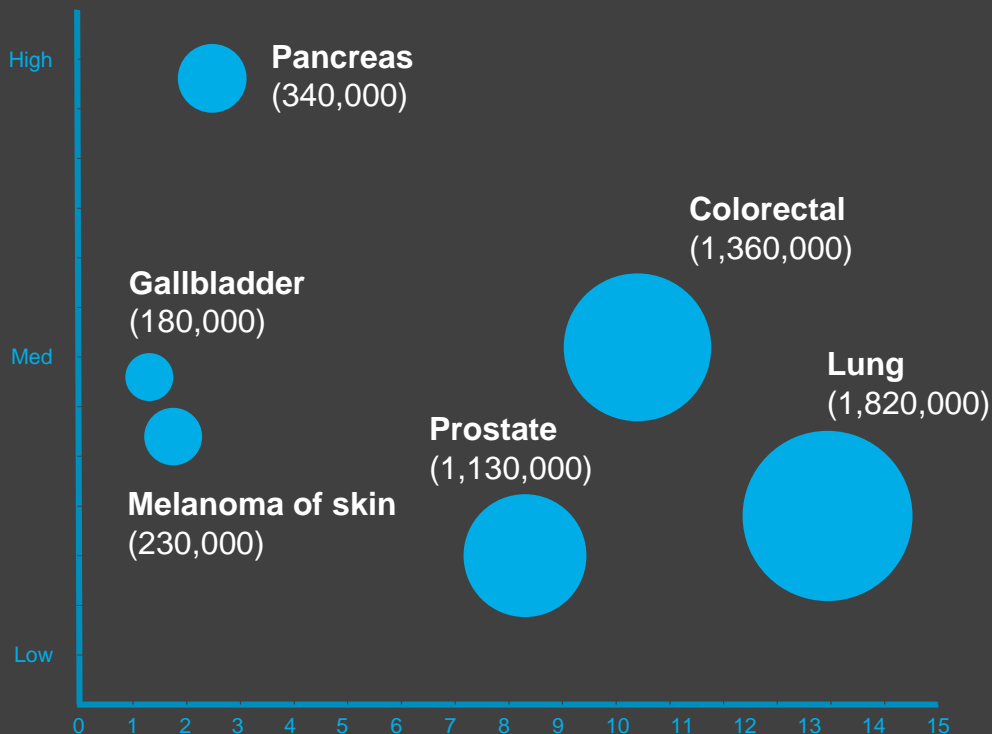 High
Pancreas
(340,000)
Colorectal
(1,360,000)
Gallbladder
(180,000)
Med
Lung
(1,820,000)
Prostate
(1,130,000)
Melanoma of skin
(230,000)
Low
0 1 2 3 4 5 6 7 8 9 10 11 12 13 14 15